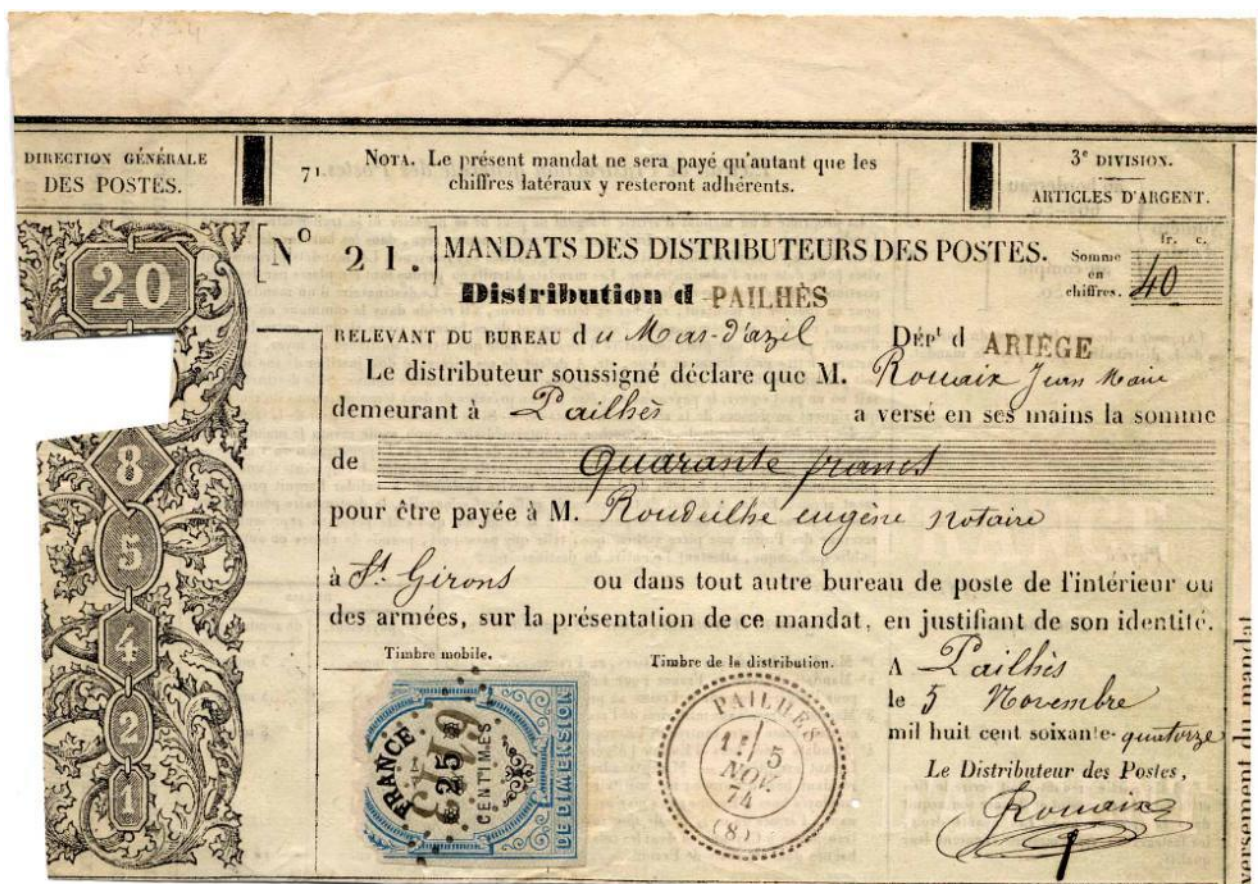 DIRECTION GÉNÉRALE
DES POSTES.
71.
NOTA. Le présent mandat ne sera payé qu'autant que les
chiffres latéraux y resteront adhérents.
3e DIVISION.
ARTICLES D'ARGENT.
20
8
5
4
2
1
[No 21.] MANDATS DES DISTRIBUTEURS DES POSTES.
Somme
en
chiffres.
fr. c.
40
Distribution d PAILHÈS
RELEVANT DU BUREAU du Mas-d'azil Dépt d ARIÈGE
Le distributeur soussigné déclare que M. Rouaix Jean Marie
demeurant à Pailhès a versé en ses mains la somme
de Quarante francs
pour être payée à M. Roudeilhe eugène Notaire
à St. Girons ou dans tout autre bureau de poste de l'intérieur ou
des armées, sur la présentation de ce mandat, en justifiant de son identité.
Timbre mobile.
FRANCE
25
CENTIMES
DE DIMENSION
Timbre de la distribution.
PAILHÈS
5
NOV.
74
(8)
A Pailhès
le 5 Novembre
mil huit cent soixante-quatorze
Le Distributeur des Postes,
Rouaix
versement du mandat